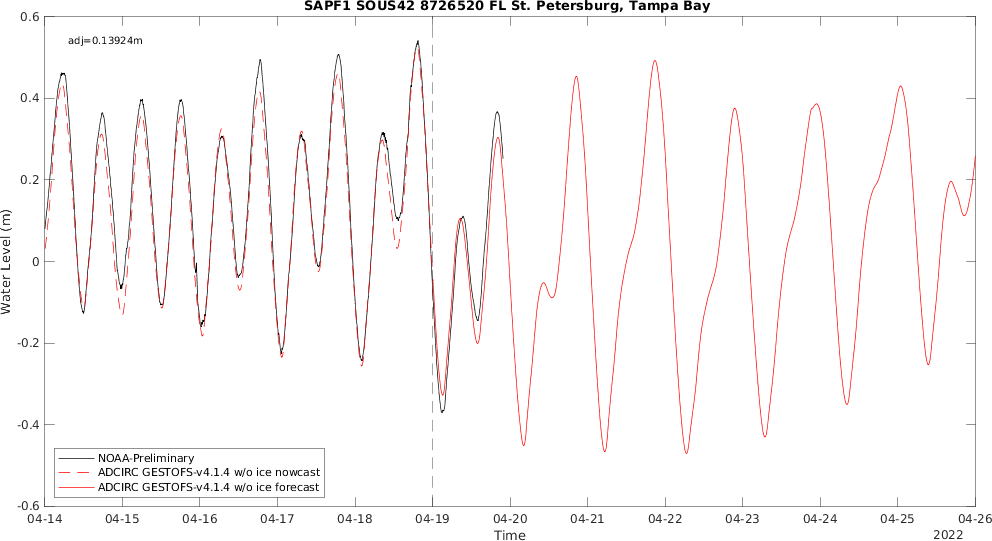 SAPF1 SOUS42 8726520 FL St. Petersburg, Tampa Bay
adj=0.13924m
0.6
0.4
0.2
0
-0.2
-0.4
-0.6
Water Level (m)
NOAA-Preliminary
ADCIRC GESTOFS-v4.1.4 w/o ice nowcast
ADCIRC GESTOFS-v4.1.4 w/o ice forecast
04-14 04-15 04-16 04-17 04-18 04-19 04-20 04-21 04-22 04-23 04-24 04-25 04-26
Time
2022